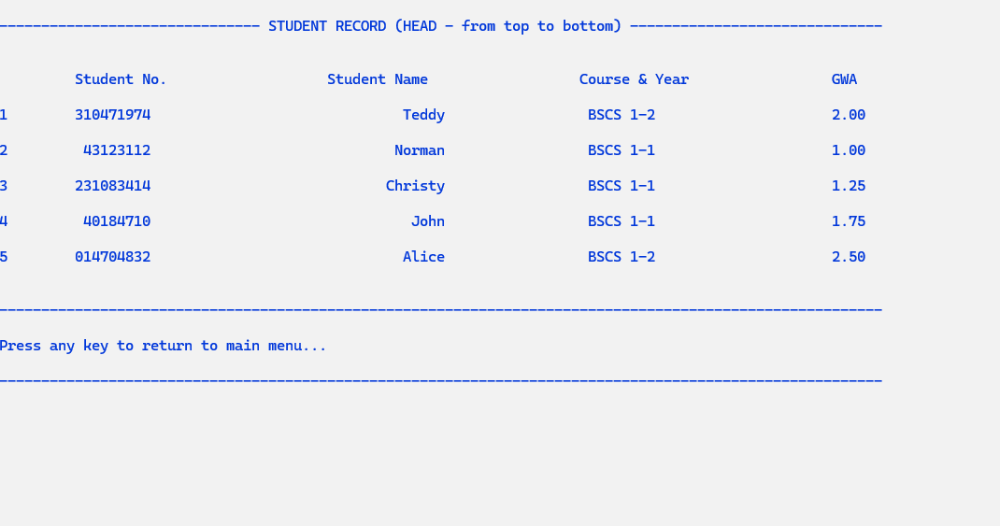 ------------------------------- STUDENT RECORD (HEAD - from top to bottom) ------------------------------
Student No. Student Name Course & Year GWA
1 310471974 Teddy BSCS 1-2 2.00
2 43123112 Norman BSCS 1-1 1.00
3 231083414 Christy BSCS 1-1 1.25
4 40184710 John BSCS 1-1 1.75
5 014704832 Alice BSCS 1-2 2.50
---------------------------------------------------------------------------------------------------------
Press any key to return to main menu...
---------------------------------------------------------------------------------------------------------